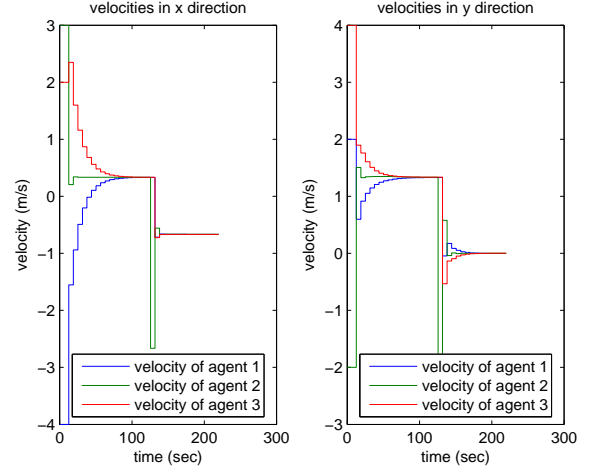 velocities in x direction
velocities in y direction
3
2
1
0
−1
−2
−3
−4
velocity (m/s)
0
100
200
300
time (sec)
velocity of agent 1
velocity of agent 2
velocity of agent 3
4
3
2
1
0
−1
−2
−3
velocity (m/s)
0
100
200
300
time (sec)
velocity of agent 1
velocity of agent 2
velocity of agent 3